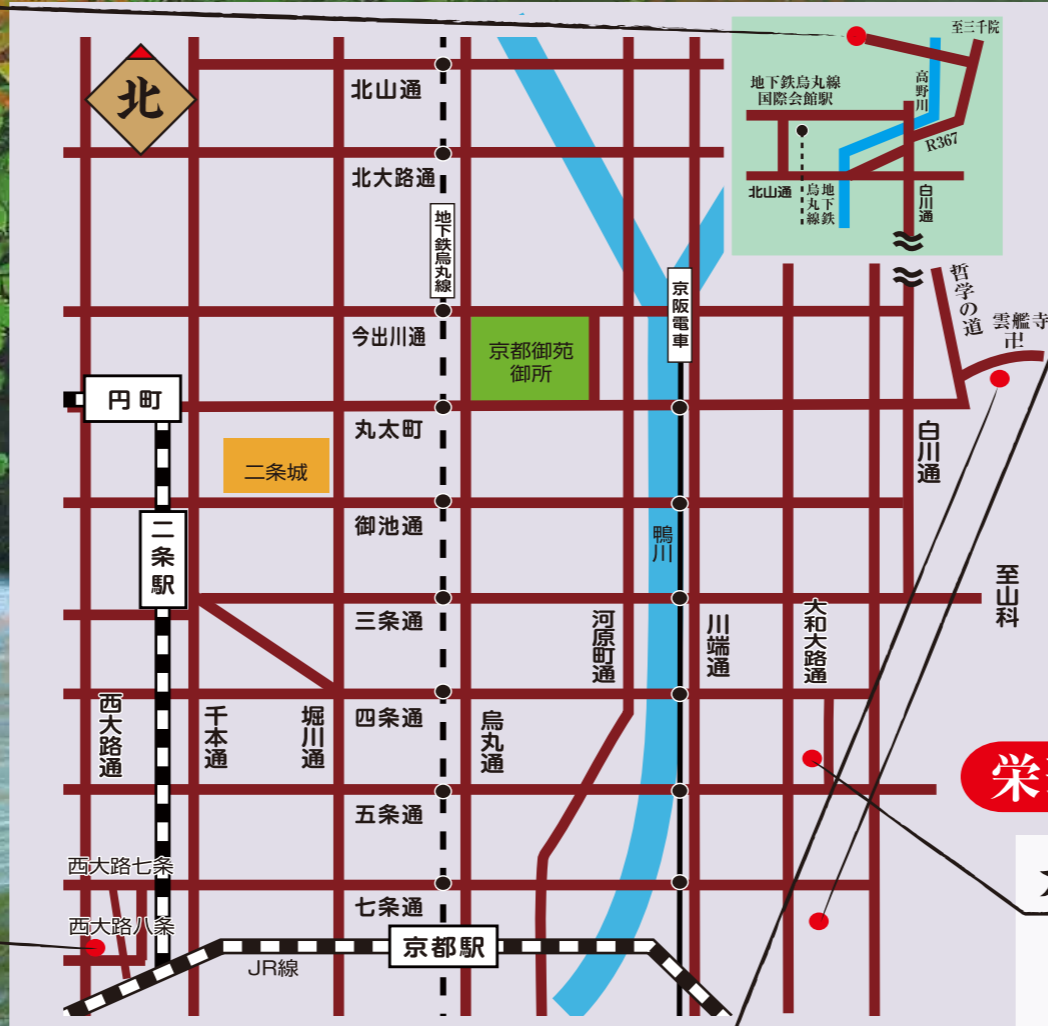 北
北山通
北大路通
地下鉄烏丸線
今出川通
京都御苑
御所
京阪電車
円町
丸太町
二条城
御池通
二条駅
鴨川
三条通
河原町通
川端通
大和大路通
西大路通
千本通
堀川通
四条通
烏丸通
五条通
西大路七条
七条通
西大路八条
京都駅
JR線
至三千院
地下鉄烏丸線
国際会館駅
高野川
R367
北山通
地下鉄
烏丸線
白川通
哲学の道
雲艦寺
卍
白川通
至山科
栄